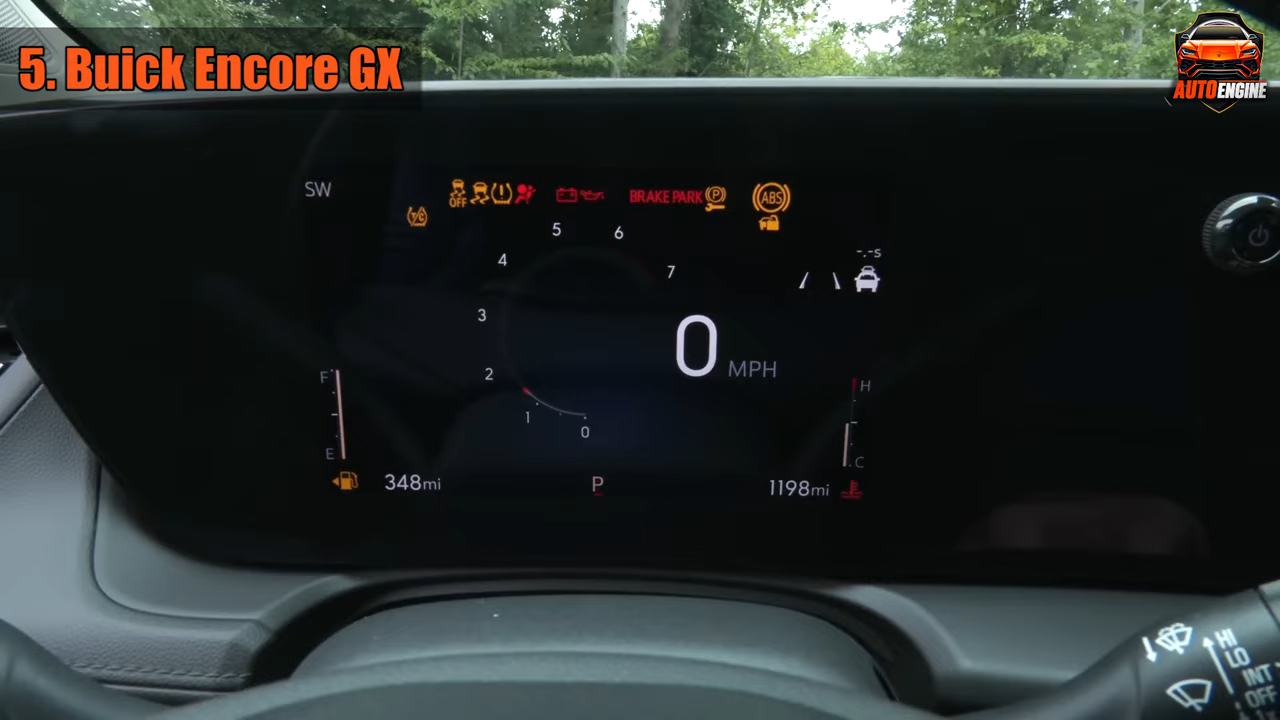 5. Buick Encore GX
AUTOENGINE
SW
OFF
BRAKE PARK
P
ABS
5
6
4
7
-.-s
3
0 MPH
2
F
H
1
0
E
C
348mi
P
1198mi
HI
LO
INT
OFF